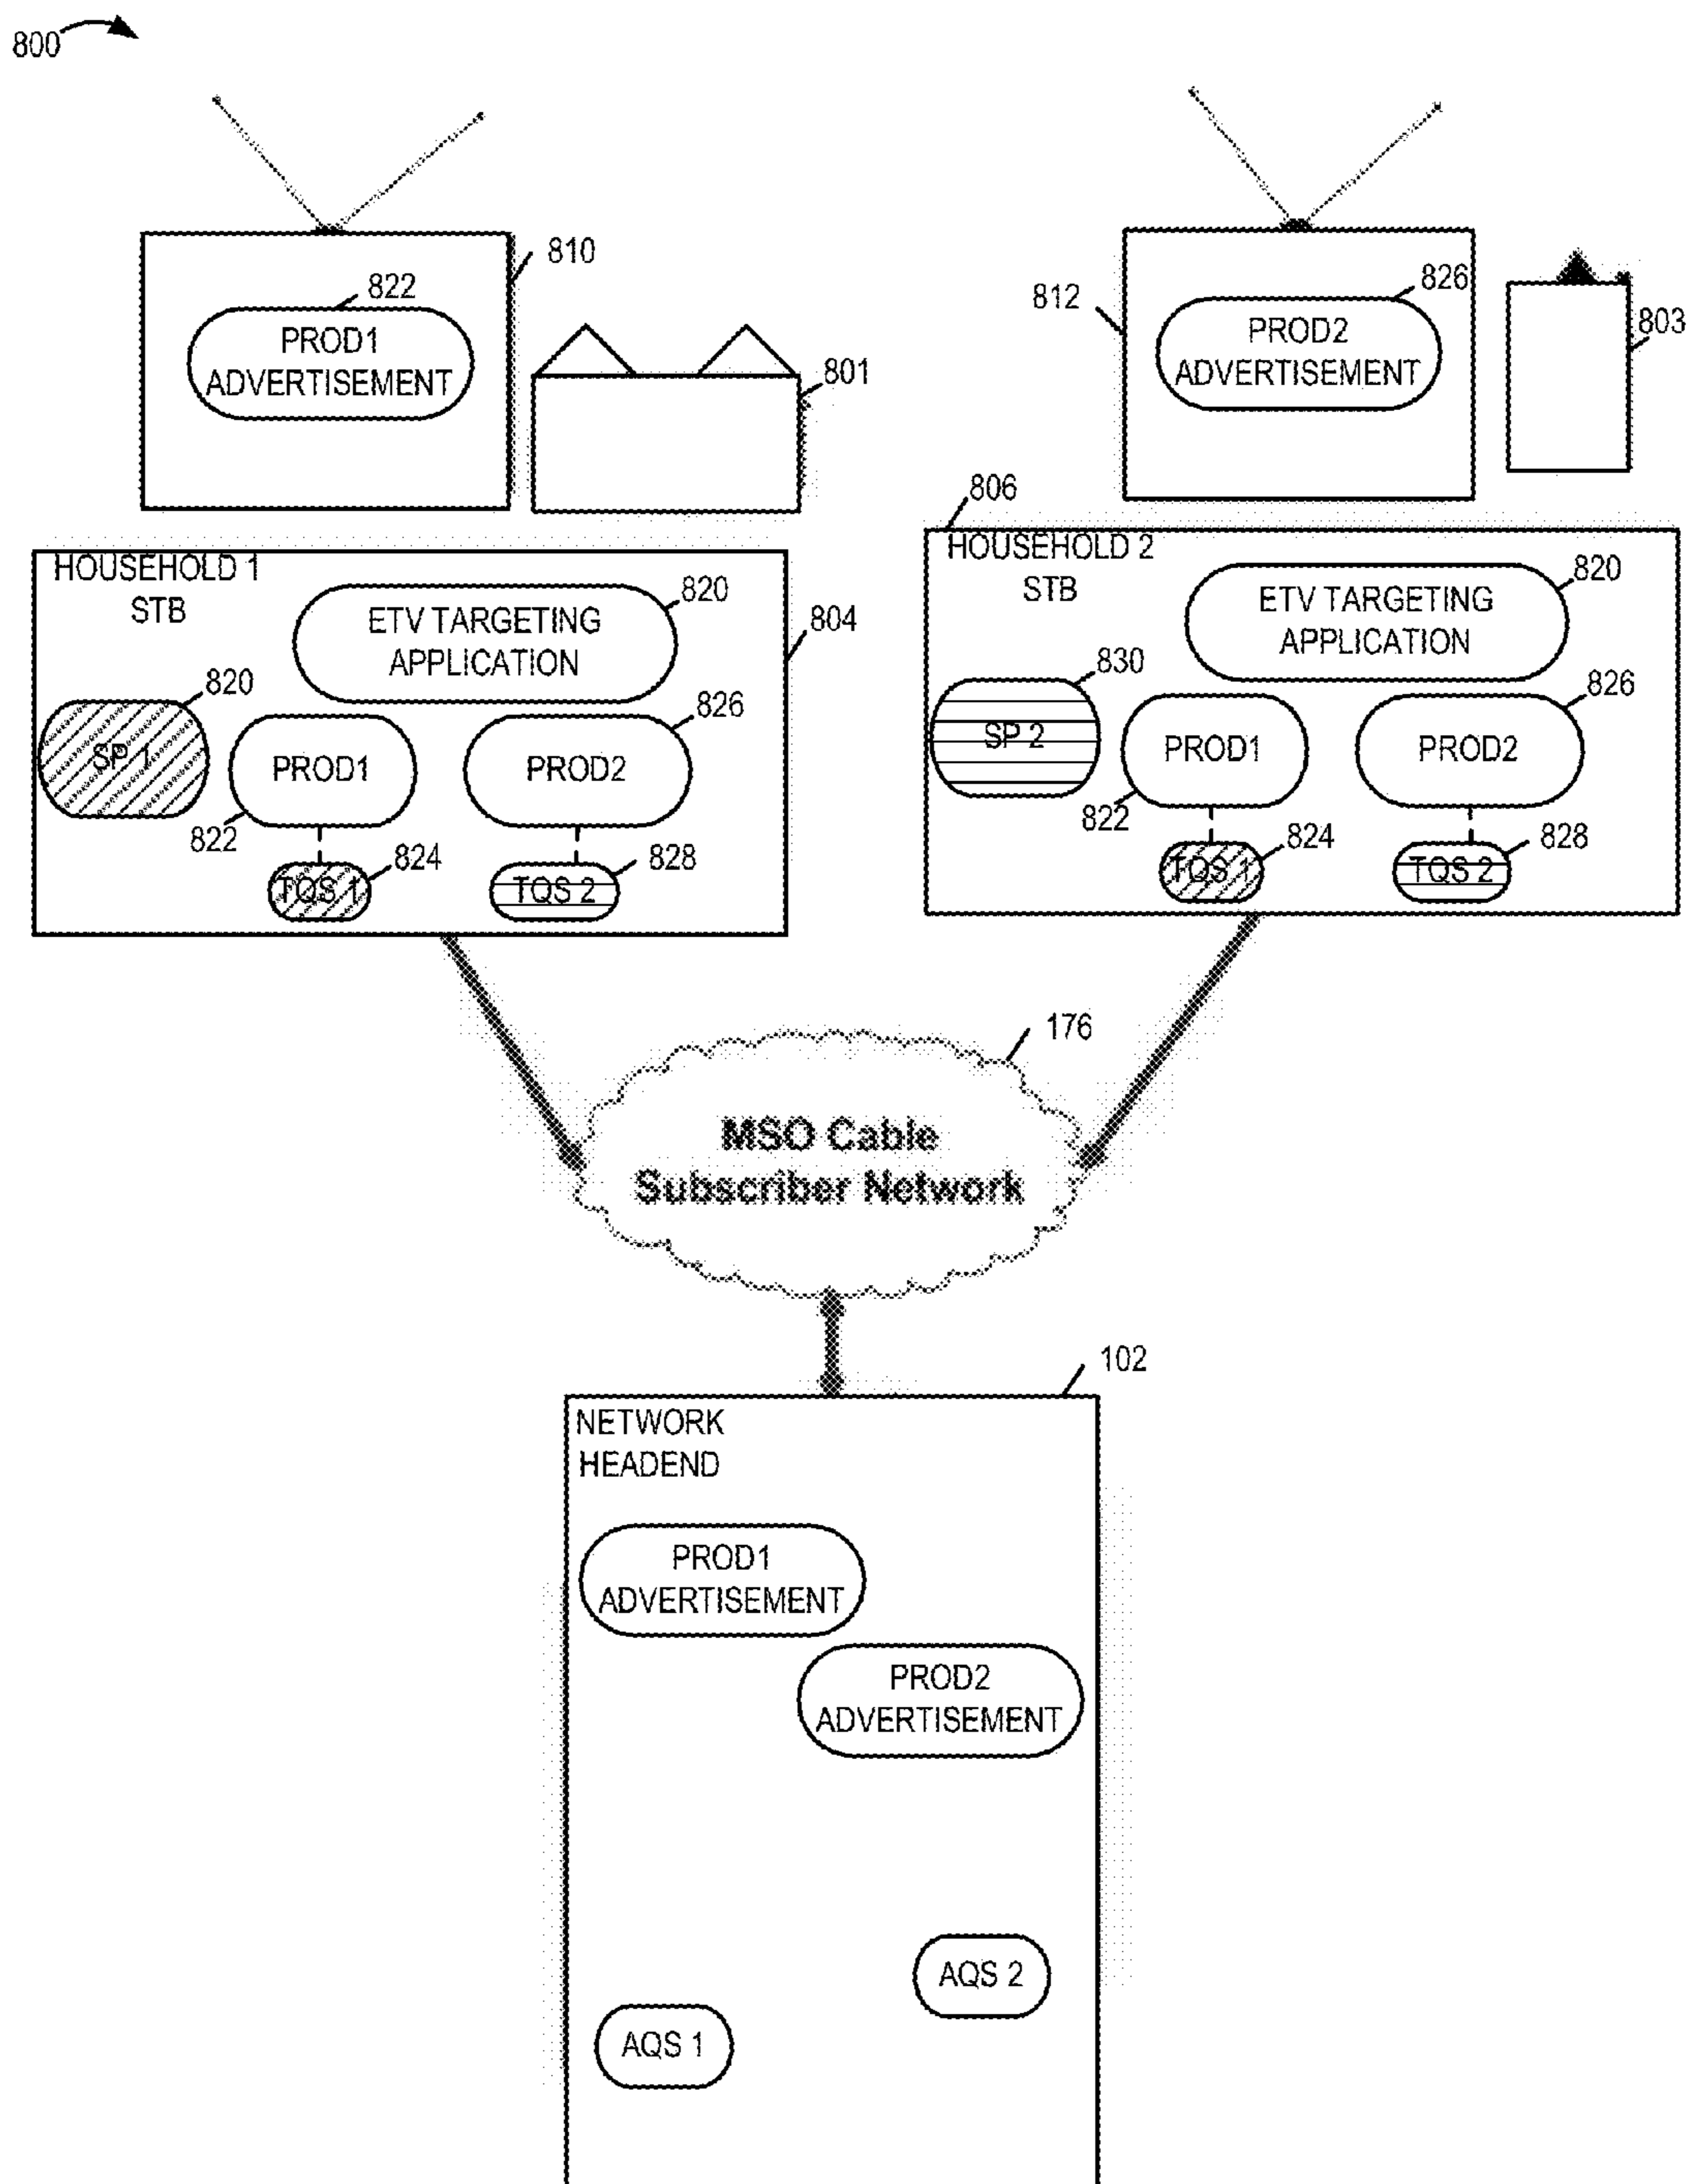 800
810
822
PROD1
ADVERTISEMENT
801
812
826
PROD2
ADVERTISEMENT
803
HOUSEHOLD 1
STB
820
ETV TARGETING
APPLICATION
804
820
SP 1
826
PROD1
PROD2
822
824
828
TQS 1
TQS 2
806
HOUSEHOLD 2
STB
820
ETV TARGETING
APPLICATION
830
SP 2
826
PROD1
PROD2
822
824
828
TQS 1
TQS 2
176
MSO Cable
Subscriber Network
102
NETWORK
HEADEND
PROD1
ADVERTISEMENT
PROD2
ADVERTISEMENT
AQS 2
AQS 1